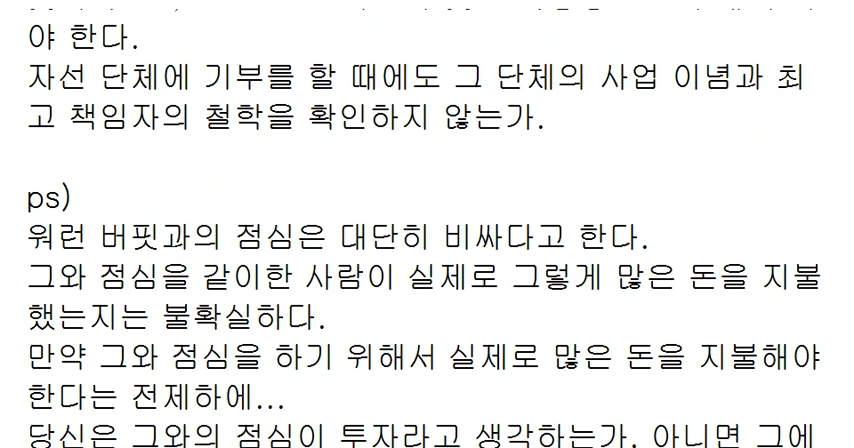 야 한다.
자선 단체에 기부를 할 때에도 그 단체의 사업 이념과 최
고 책임자의 철학을 확인하지 않는가.
ps)
워런 버핏과의 점심은 대단히 비싸다고 한다.
그와 점심을 같이한 사람이 실제로 그렇게 많은 돈을 지불
했는지는 불확실하다.
만약 그와 점심을 하기 위해서 실제로 많은 돈을 지불해야
한다는 전제하에...
당신은 그와의 점심이 투자라고 생각하는가, 아니면 그에